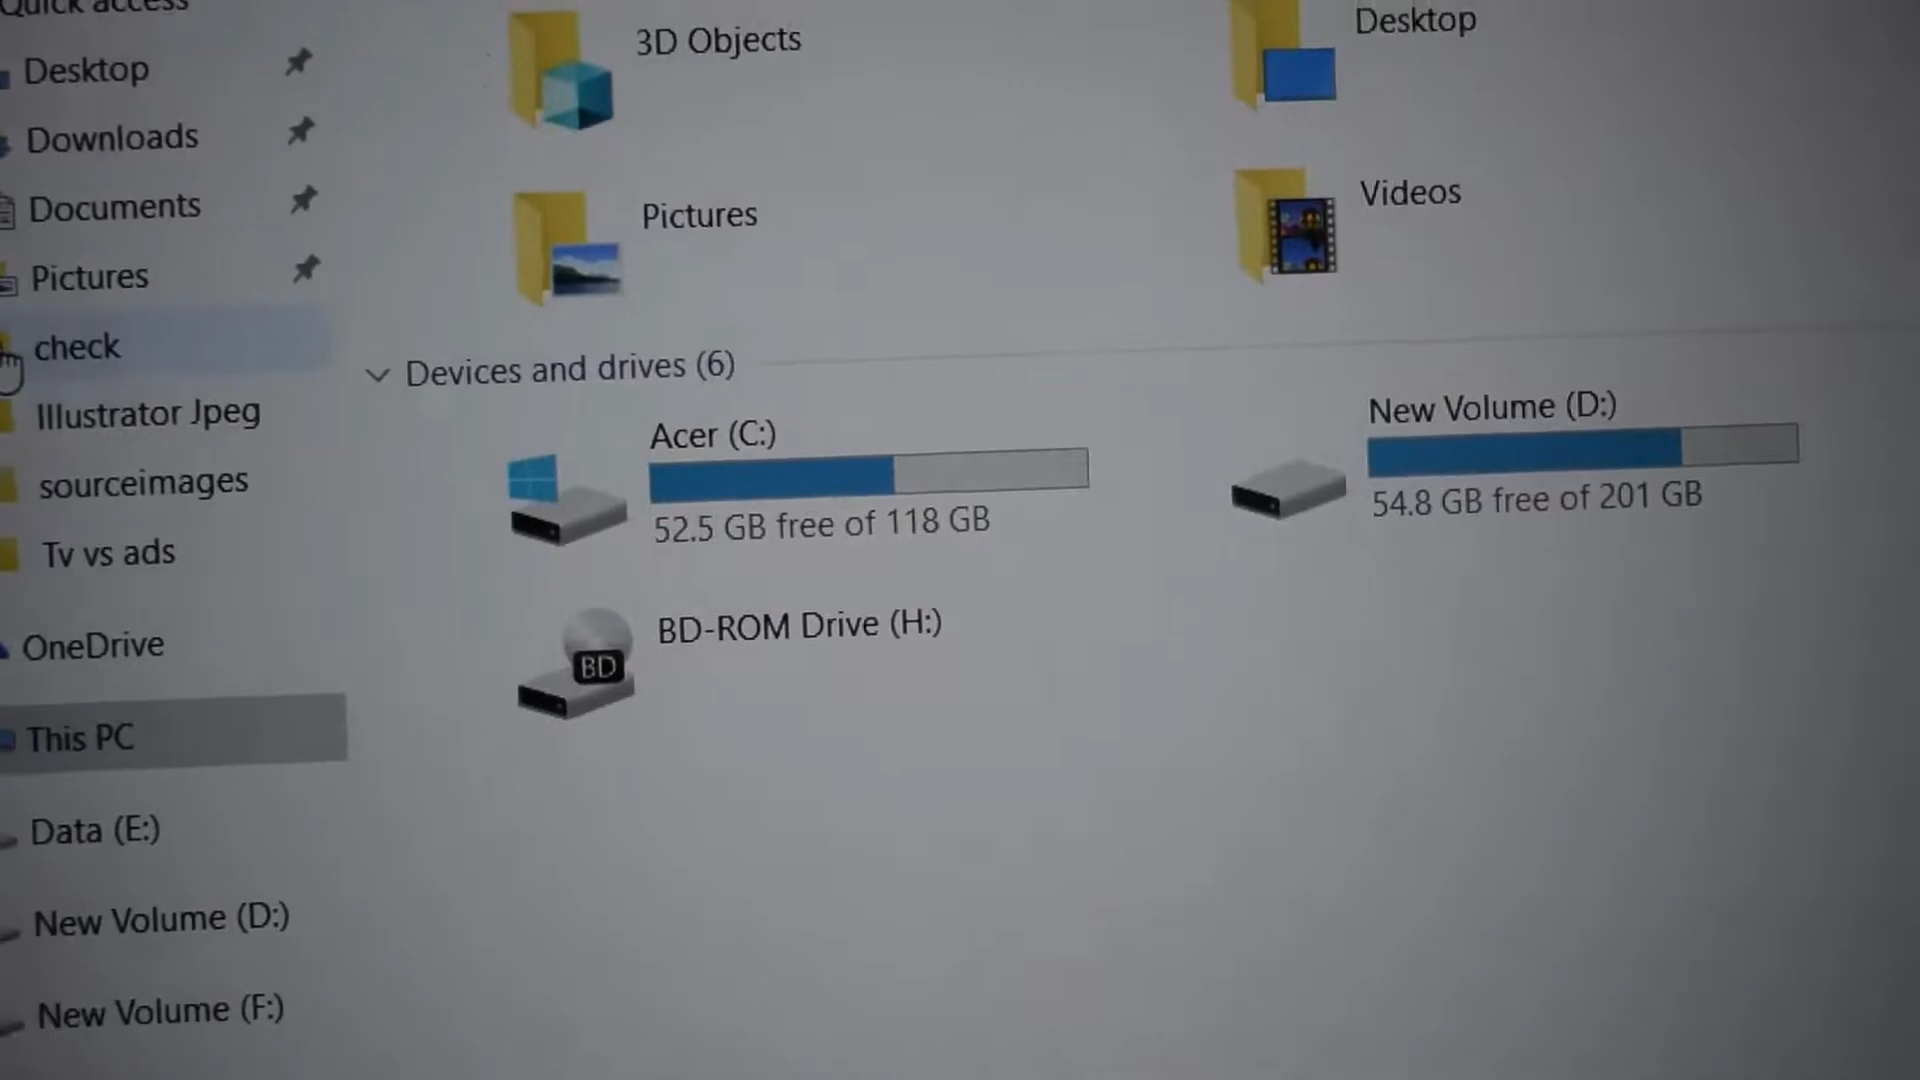 Quick access
Desktop
Downloads
Documents
Pictures
check
Illustrator Jpeg
sourceimages
Tv vs ads
OneDrive
This PC
Data (E:)
New Volume (D:)
New Volume (F:)
3D Objects
Desktop
Pictures
Videos
Devices and drives (6)
Acer (C:)
52.5 GB free of 118 GB
New Volume (D:)
54.8 GB free of 201 GB
BD-ROM Drive (H:)
BD